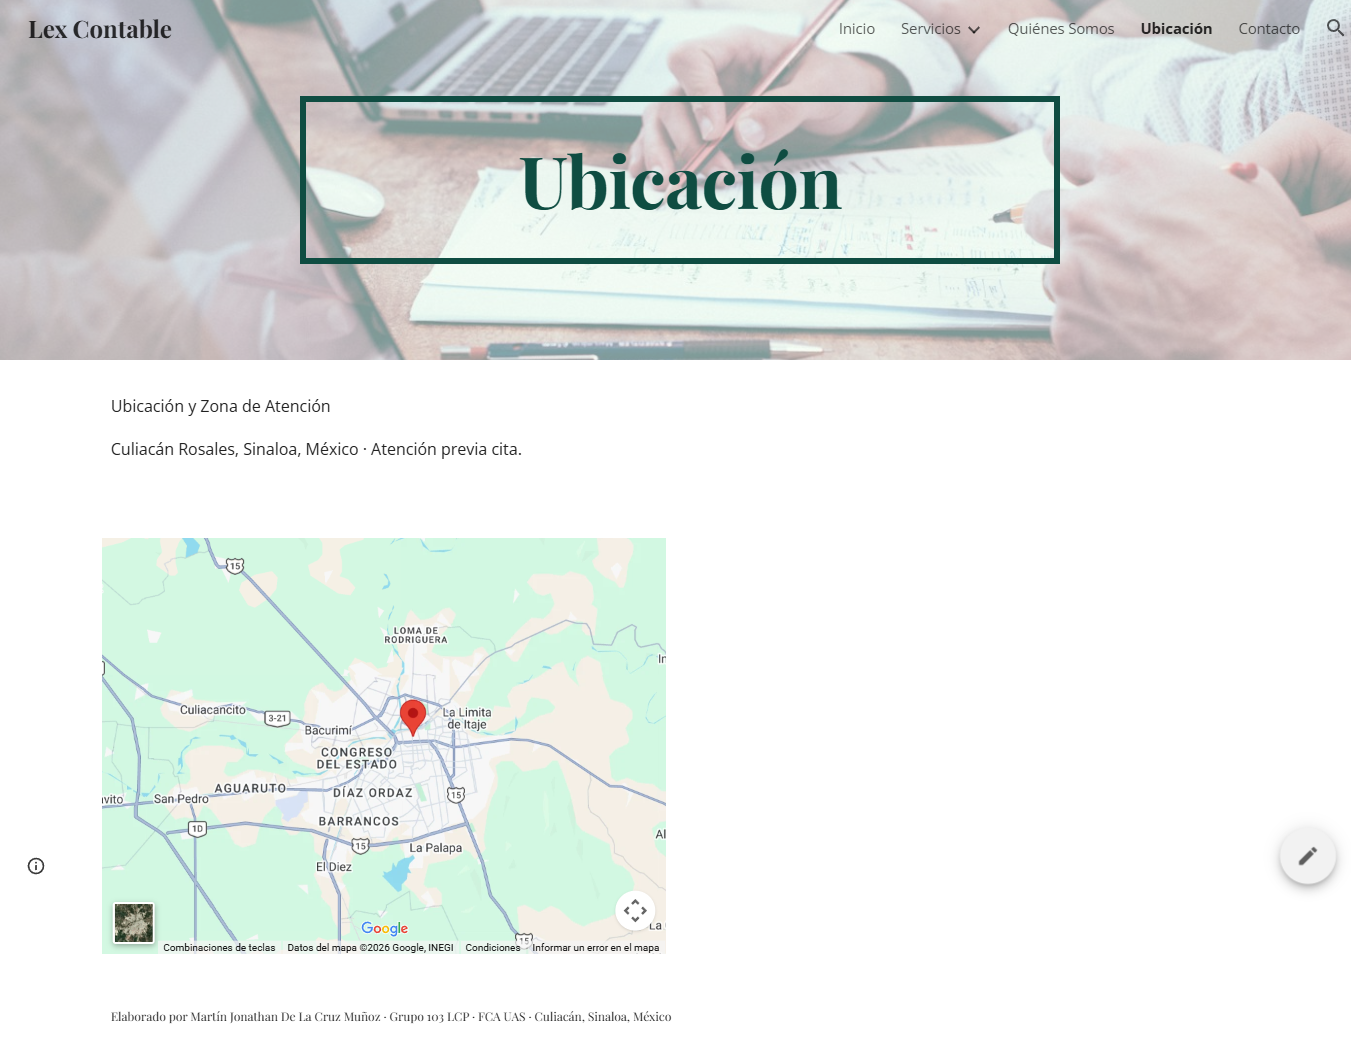 Lex Contable
Inicio
Servicios
Quiénes Somos
Ubicación
Contacto
Ubicación
Ubicación y Zona de Atención
Culiacán Rosales, Sinaloa, México · Atención previa cita.
15
LOMA DE
RODRIGUERA
In
Culiacancito
3-21
Bacurimí
La Limita
de Itaje
CONGRESO
DEL ESTADO
AGUARUTO
San Pedro
DÍAZ ORDAZ
15
BARRANCOS
1D
15
La Palapa
El Diez
La
15
Google
Combinaciones de teclas
Datos del mapa ©2026 Google, INEGI
Condiciones
Informar un error en el mapa
Elaborado por Martín Jonathan De La Cruz Muñoz · Grupo 103 LCP · FCA UAS · Culiacán, Sinaloa, México